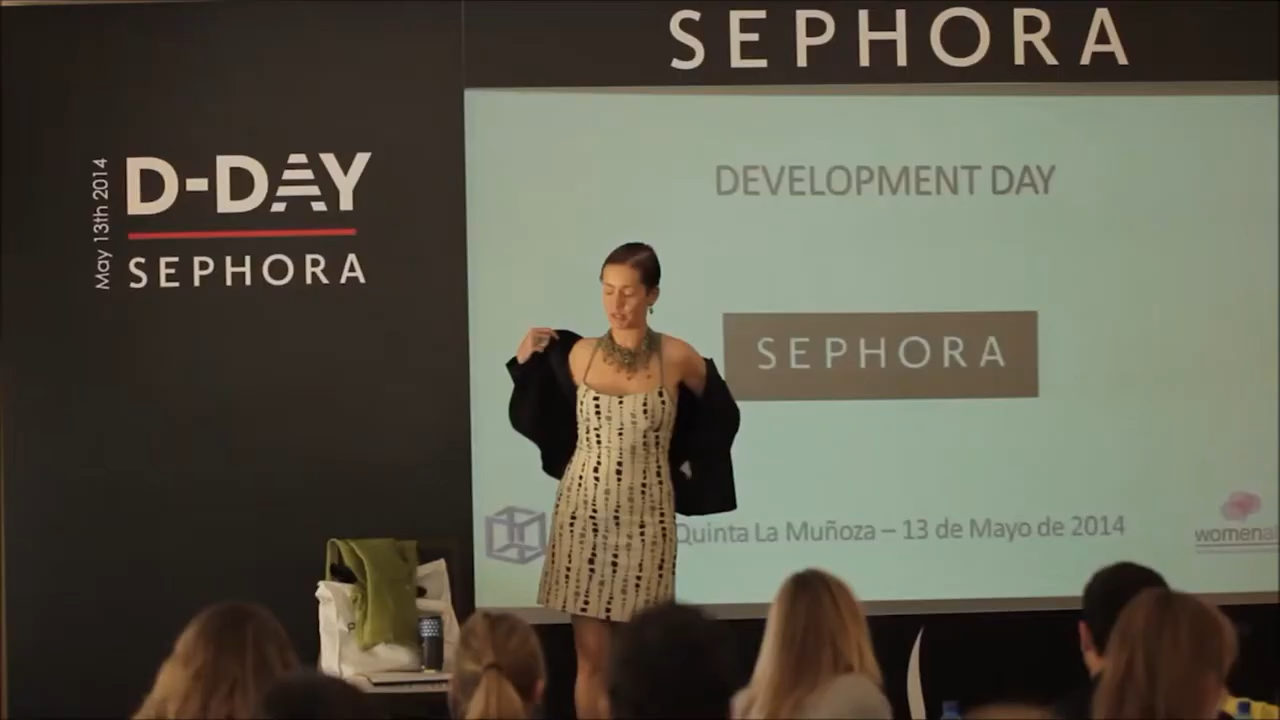 SEPHORA
May 13th 2014
D-DAY
SEPHORA
DEVELOPMENT DAY
SEPHORA
Quinta La Muñoza – 13 de Mayo de 2014